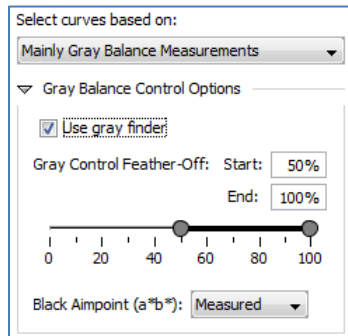 Select curves based on:
Mainly Gray Balance Measurements
Gray Balance Control Options
Use gray finder
Gray Control Feather-Off: Start: 50%
End: 100%
0 20 40 60 80 100
Black Aimpoint (a*b*): Measured